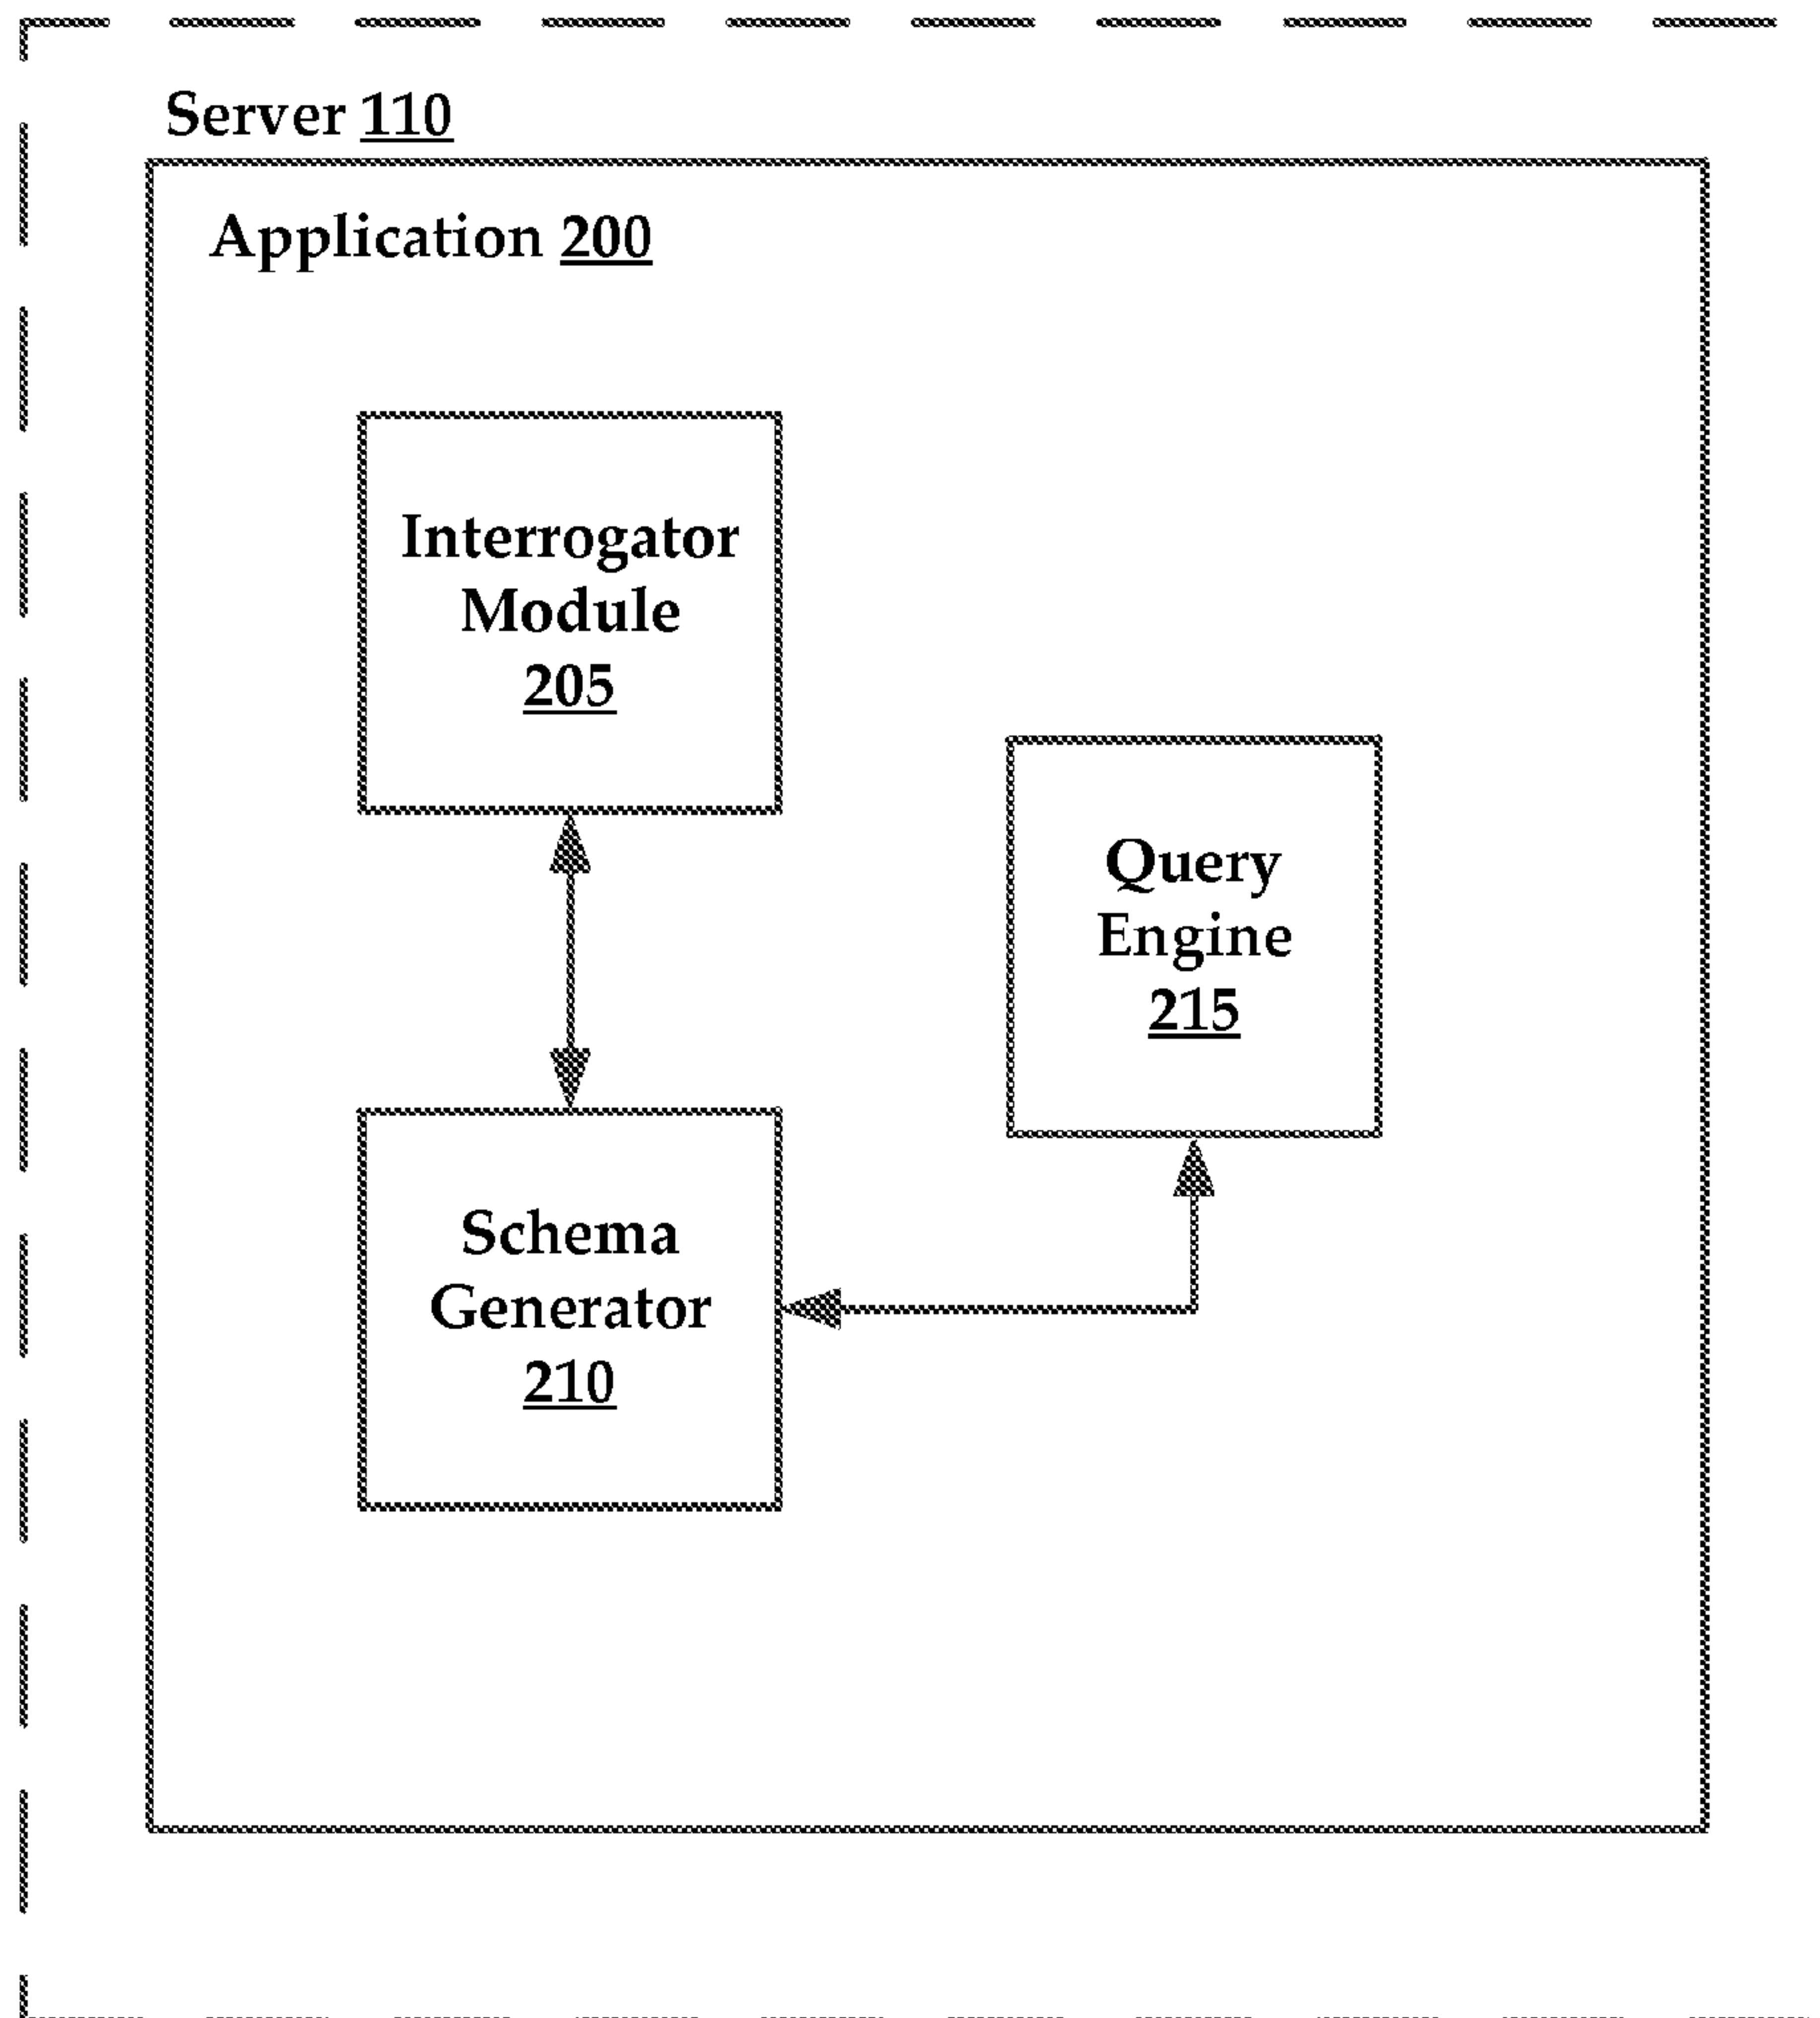 Server 110
Application 200
Interrogator
Module
205
Query
Engine
215
Schema
Generator
210